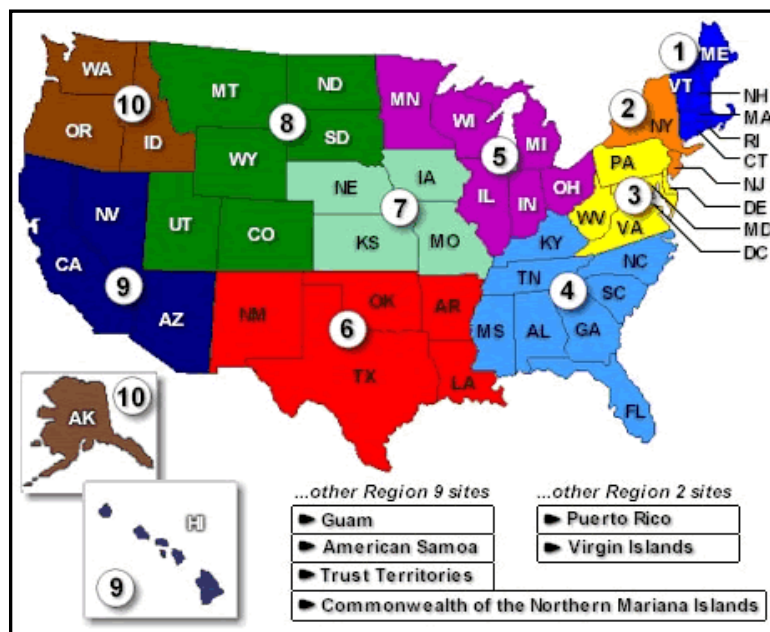 WA
MT
ND
MN
1
ME
VT
NH
MA
RI
CT
NJ
DE
MD
DC
10
OR
ID
8
SD
WY
WI
MI
5
2
NY
PA
3
WV
VA
NV
UT
CO
NE
IA
7
KS
MO
IL
IN
OH
KY
CA
9
AZ
NM
OK
AR
6
TX
LA
TN
NC
4
SC
MS
AL
GA
FL
AK
10
HI
9
...other Region 9 sites
Guam
American Samoa
Trust Territories
Commonwealth of the Northern Mariana Islands
...other Region 2 sites
Puerto Rico
Virgin Islands